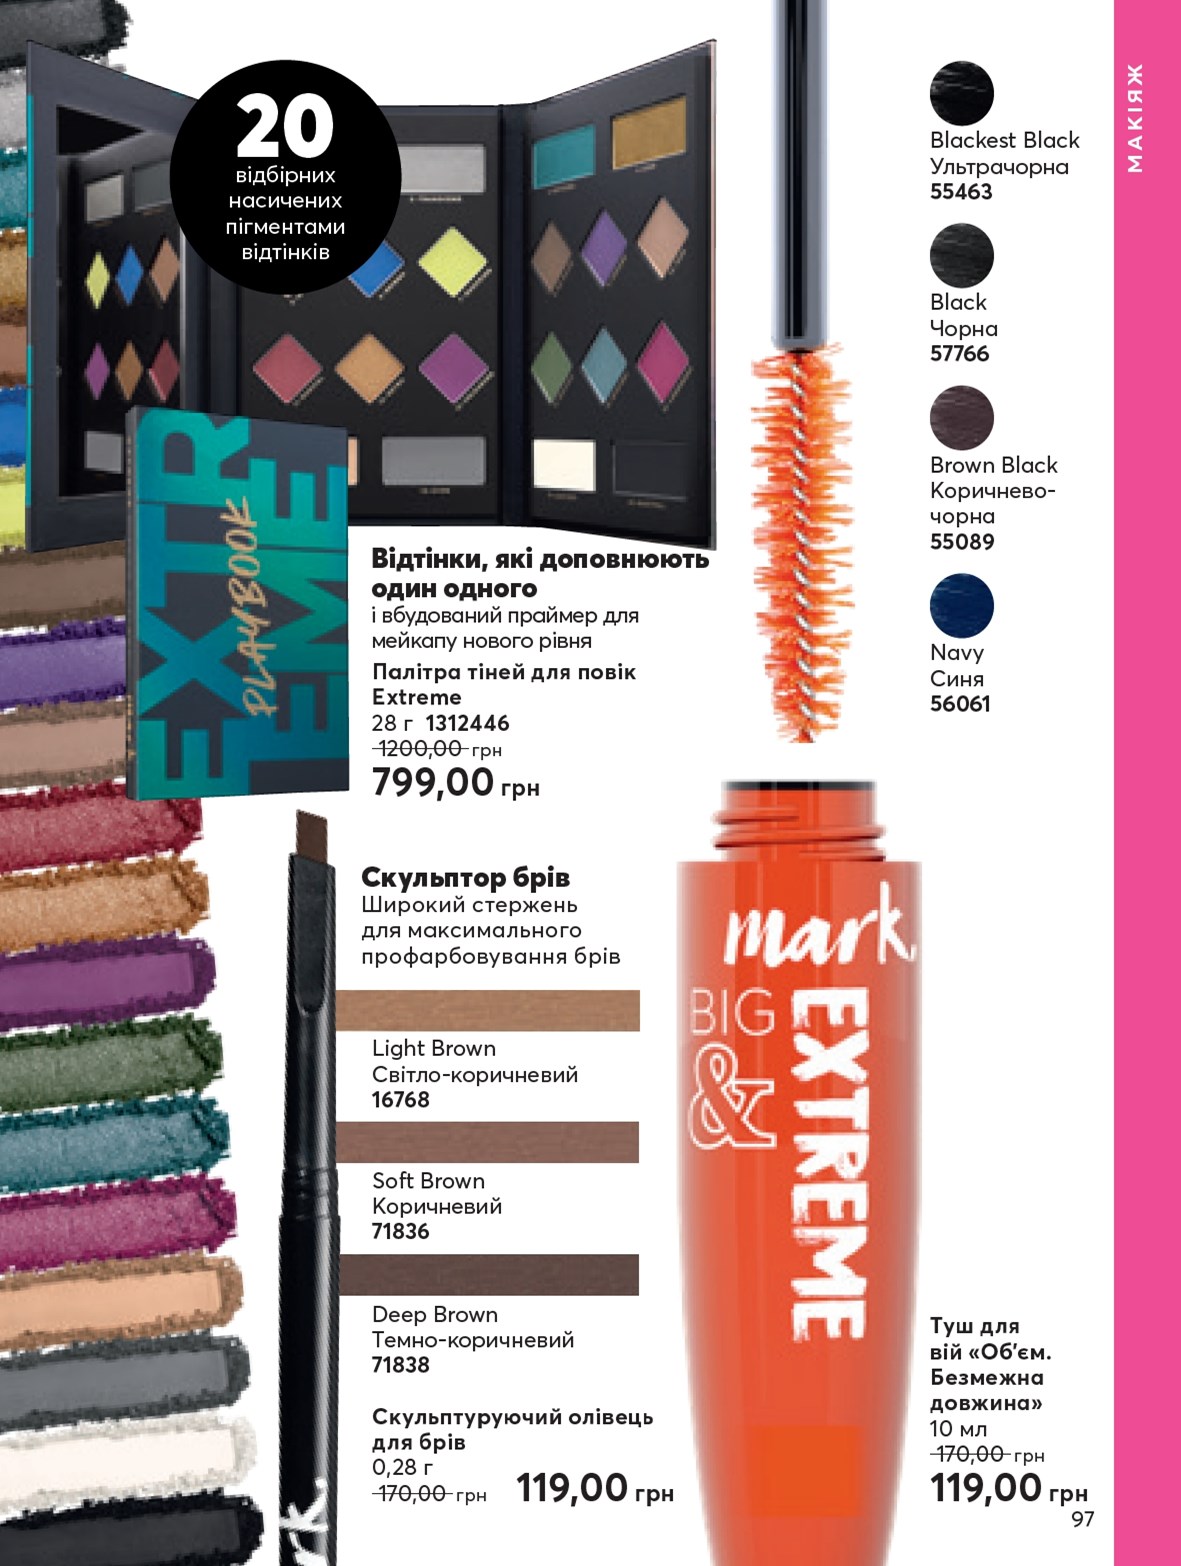 МАКІЯЖ
20
відбірних
насичених
пігментами
відтінків
EXTREME
PLAYBOOK
Відтінки, які доповнюють
один одного
і вбудований праймер для
мейкапу нового рівня
Палітра тіней для повік
Extreme
28 г 1312446
1200,00 грн
799,00 грн
Blackest Black
Ультрачорна
55463
Black
Чорна
57766
Brown Black
Коричнево-
чорна
55089
Navy
Синя
56061
Скульптор брів
Широкий стержень
для максимального
профарбовування брів
Light Brown
Світло-коричневий
16768
Soft Brown
Коричневий
71836
Deep Brown
Темно-коричневий
71838
Скульптуруючий олівець
для брів
0,28 г
170,00 грн 119,00 грн
mark.
BIG
&
EXTREME
Туш для
вій «Об’єм.
Безмежна
довжина»
10 мл
170,00 грн
119,00 грн
97